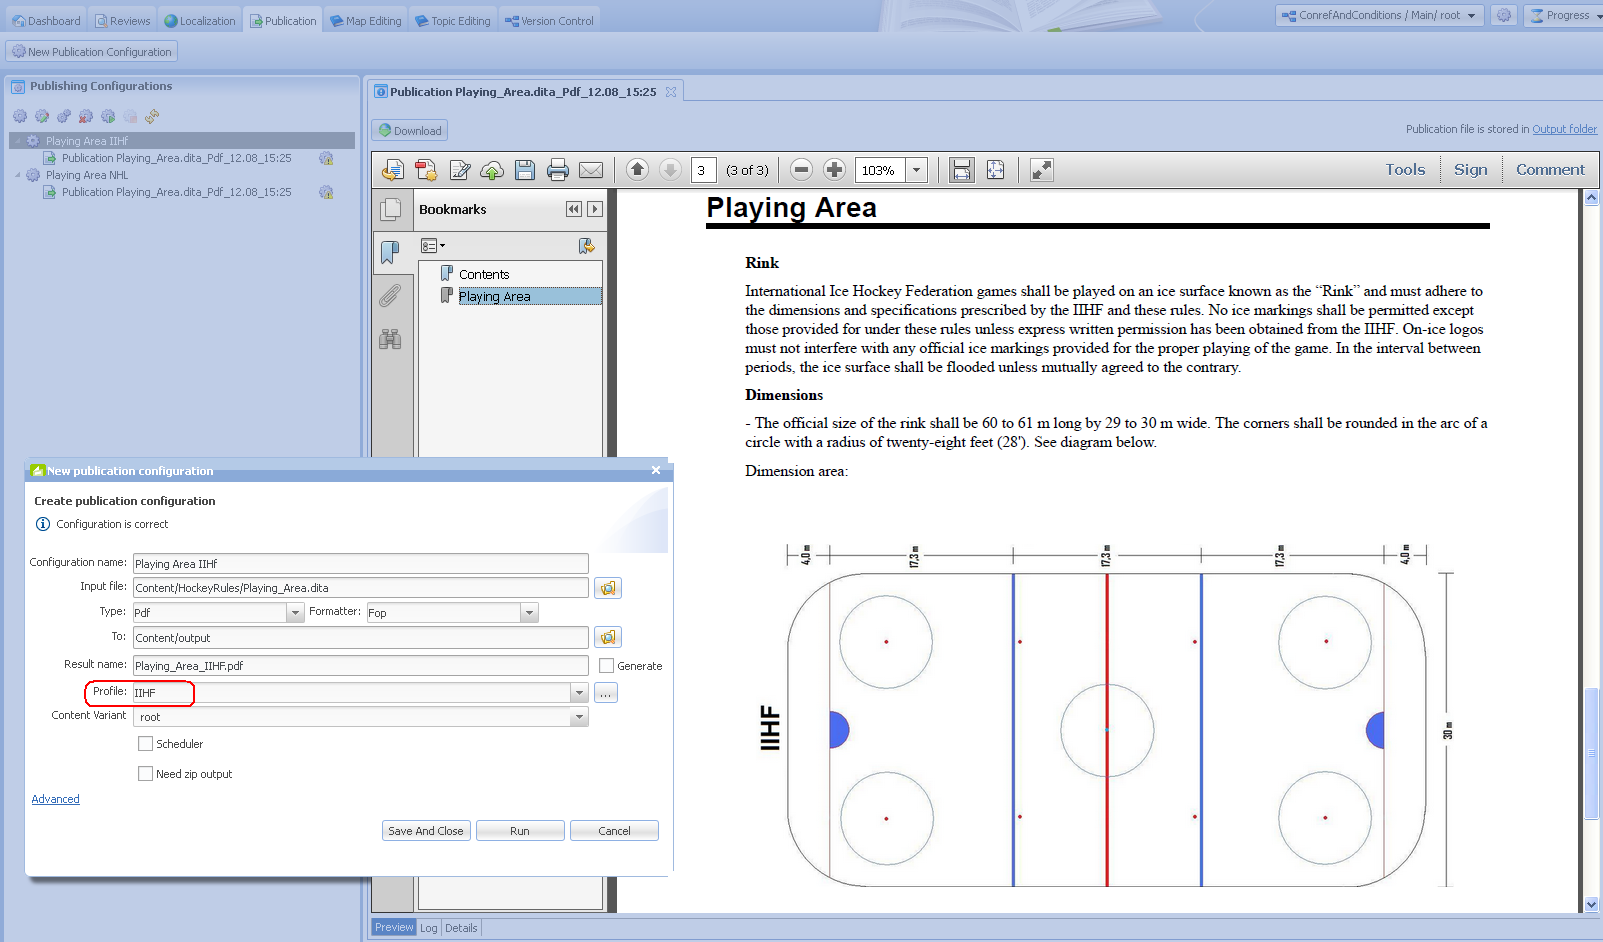 Dashboard
Reviews
Localization
Publication
Map Editing
Topic Editing
Version Control
ConrefAndConditions / Main/ root
Progress
New Publication Configuration
Publishing Configurations
Playing Area IIHf
Publication Playing_Area.dita_Pdf_12.08_15:25
Playing Area NHL
Publication Playing_Area.dita_Pdf_12.08_15:25
Publication Playing_Area.dita_Pdf_12.08_15:25
Download
Publication file is stored in Output folder
3
(3 of 3)
103%
Tools
Sign
Comment
Bookmarks
Contents
Playing Area
Playing Area
Rink
International Ice Hockey Federation games shall be played on an ice surface known as the “Rink” and must adhere to
the dimensions and specifications prescribed by the IIHF and these rules. No ice markings shall be permitted except
those provided for under these rules unless express written permission has been obtained from the IIHF. On-ice logos
must not interfere with any official ice markings provided for the proper playing of the game. In the interval between
periods, the ice surface shall be flooded unless mutually agreed to the contrary.
Dimensions
- The official size of the rink shall be 60 to 61 m long by 29 to 30 m wide. The corners shall be rounded in the arc of a
circle with a radius of twenty-eight feet (28'). See diagram below.
Dimension area:
4,0 m
17,3 m
17,3 m
17,3 m
4,0 m
IIHF
30 m
New publication configuration
Create publication configuration
Configuration is correct
Configuration name: Playing Area IIHf
Input file: Content/HockeyRules/Playing_Area.dita
Type: Pdf Formatter: Fop
To: Content/output
Result name: Playing_Area_IIHF.pdf Generate
Profile: IIHF ...
Content Variant root
Scheduler
Need zip output
Advanced
Save And Close
Run
Cancel
Preview
Log
Details